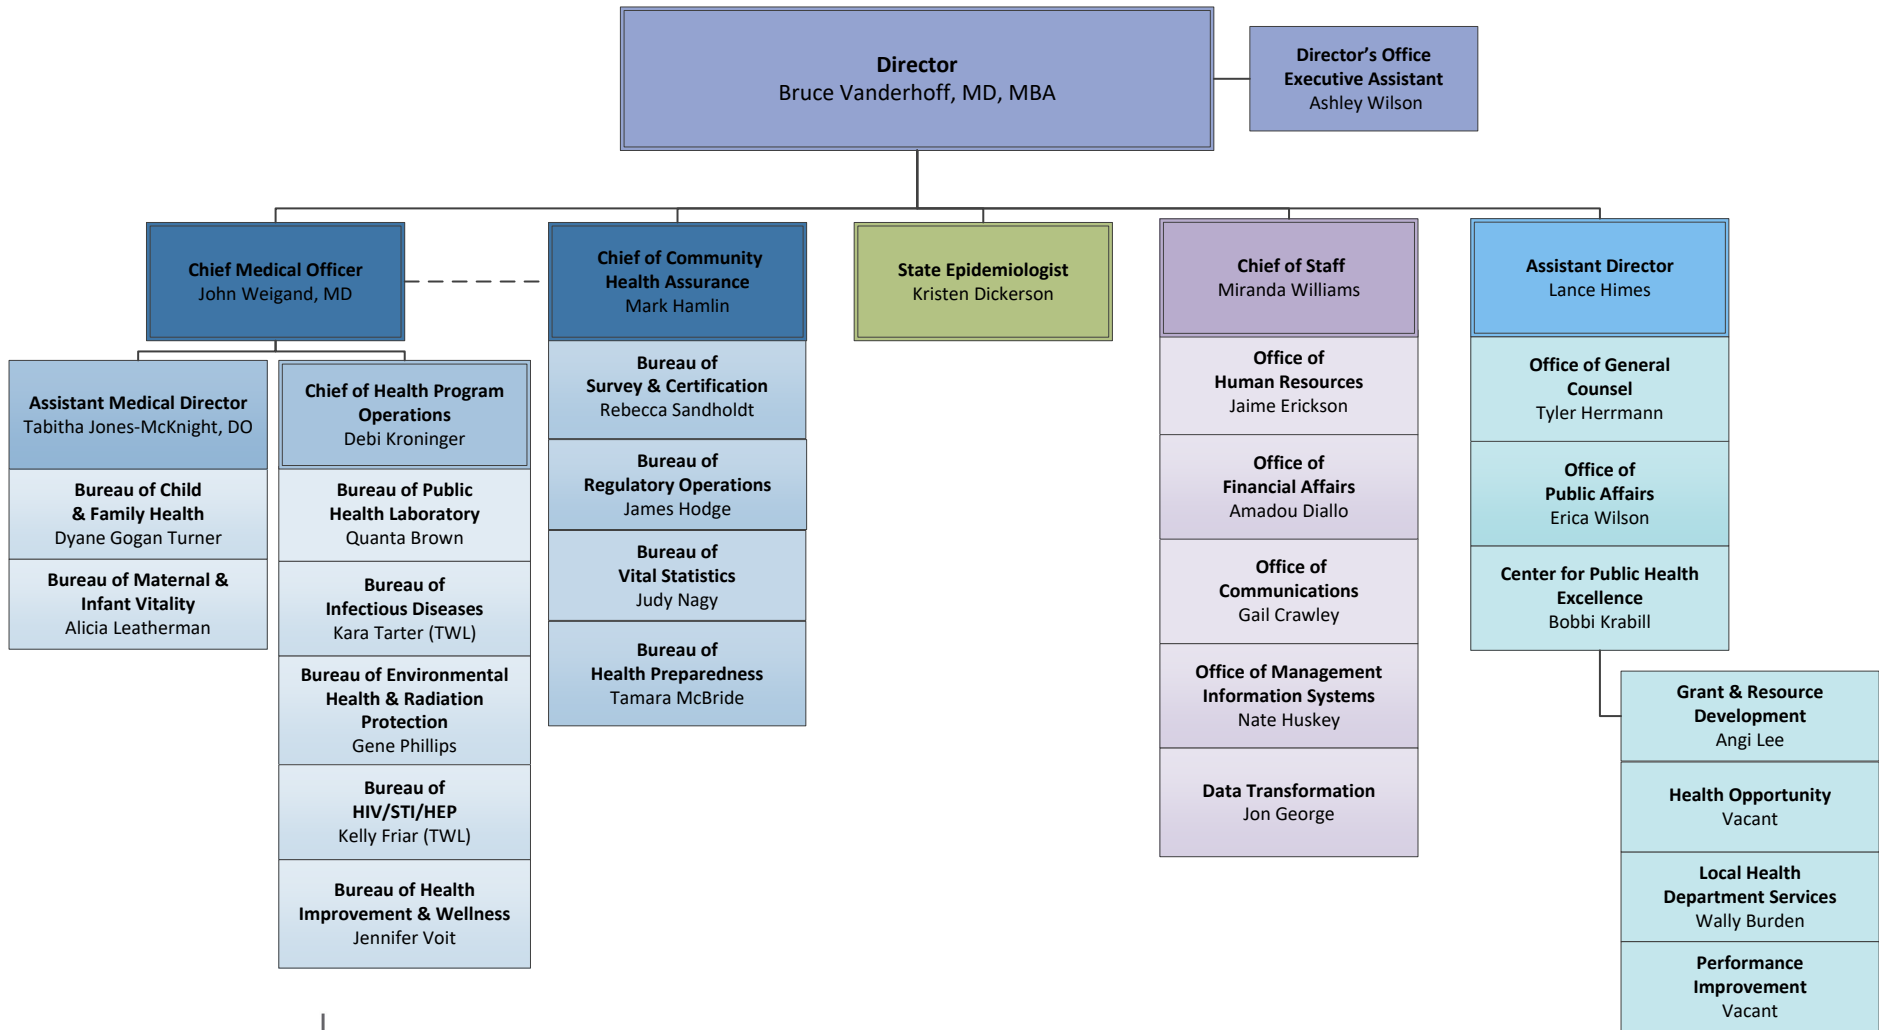 Director
Bruce Vanderhoff, MD, MBA
Director’s Office
Executive Assistant
Ashley Wilson
Chief Medical Officer
John Weigand, MD
Chief of Community
Health Assurance
Mark Hamlin
State Epidemiologist
Kristen Dickerson
Chief of Staff
Miranda Williams
Assistant Director
Lance Himes
Assistant Medical Director
Tabitha Jones-McKnight, DO
Bureau of Child
& Family Health
Dyane Gogan Turner
Bureau of Maternal &
Infant Vitality
Alicia Leatherman
Chief of Health Program
Operations
Debi Kroninger
Bureau of Public
Health Laboratory
Quanta Brown
Bureau of
Infectious Diseases
Kara Tarter (TWL)
Bureau of Environmental
Health & Radiation
Protection
Gene Phillips
Bureau of
HIV/STI/HEP
Kelly Friar (TWL)
Bureau of Health
Improvement & Wellness
Jennifer Voit
Bureau of
Survey & Certification
Rebecca Sandholdt
Bureau of
Regulatory Operations
James Hodge
Bureau of
Vital Statistics
Judy Nagy
Bureau of
Health Preparedness
Tamara McBride
Office of
Human Resources
Jaime Erickson
Office of
Financial Affairs
Amadou Diallo
Office of
Communications
Gail Crawley
Office of Management
Information Systems
Nate Huskey
Data Transformation
Jon George
Office of General
Counsel
Tyler Herrmann
Office of
Public Affairs
Erica Wilson
Center for Public Health
Excellence
Bobbi Krabill
Grant & Resource
Development
Angi Lee
Health Opportunity
Vacant
Local Health
Department Services
Wally Burden
Performance
Improvement
Vacant